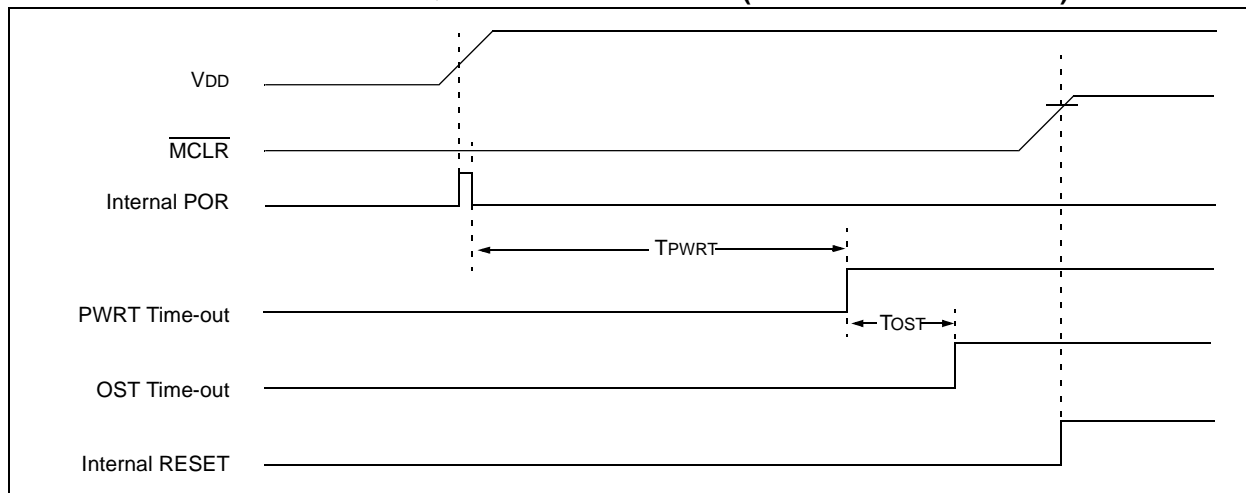 VDD
MCLR
Internal POR
TPWRT
PWRT Time-out
TOST
OST Time-out
Internal RESET